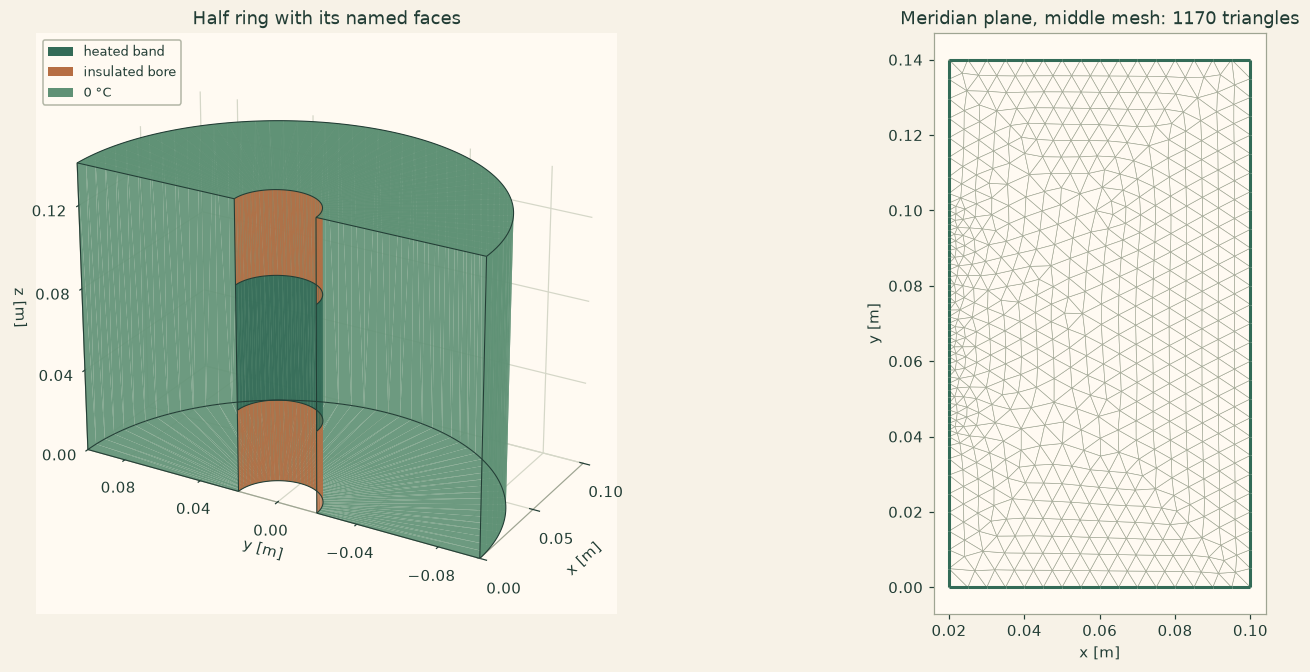 Half ring with its named faces
heated band
insulated bore
0 °C
0.12
0.08
0.04
0.00
z [m]
0.08
0.04
0.00
−0.04
−0.08
y [m]
0.00
0.05
0.10
x [m]
Meridian plane, middle mesh: 1170 triangles
0.14
0.12
0.10
0.08
0.06
0.04
0.02
0.00
y [m]
0.02
0.04
0.06
0.08
0.10
x [m]